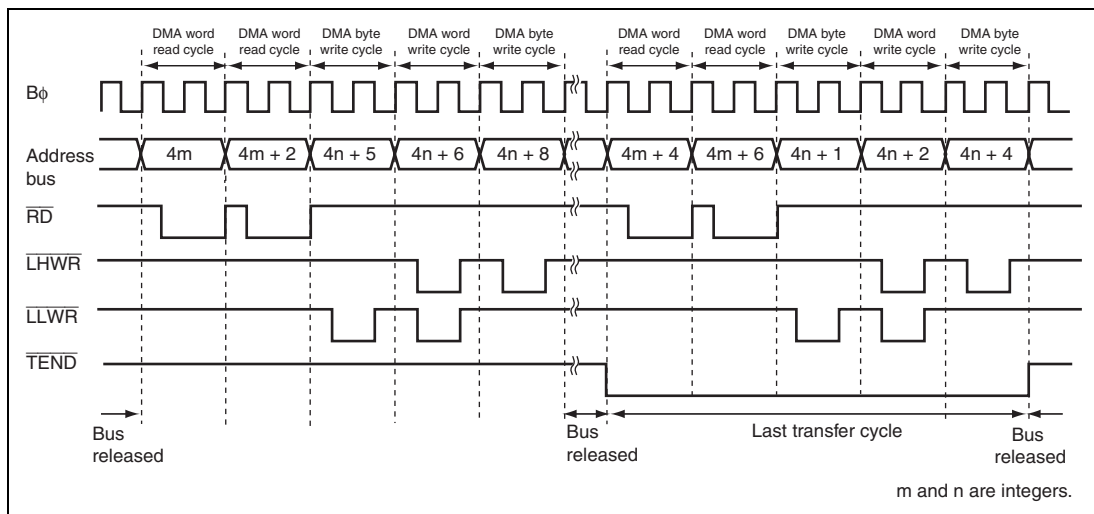 DMA word read cycle
DMA word read cycle
DMA byte write cycle
DMA word write cycle
DMA byte write cycle
DMA word read cycle
DMA word read cycle
DMA byte write cycle
DMA word write cycle
DMA byte write cycle
Bϕ
Address bus
4m
4m + 2
4n + 5
4n + 6
4n + 8
4m + 4
4m + 6
4n + 1
4n + 2
4n + 4
RD
LHWR
LLWR
TEND
Bus released
Bus released
Last transfer cycle
Bus released
m and n are integers.